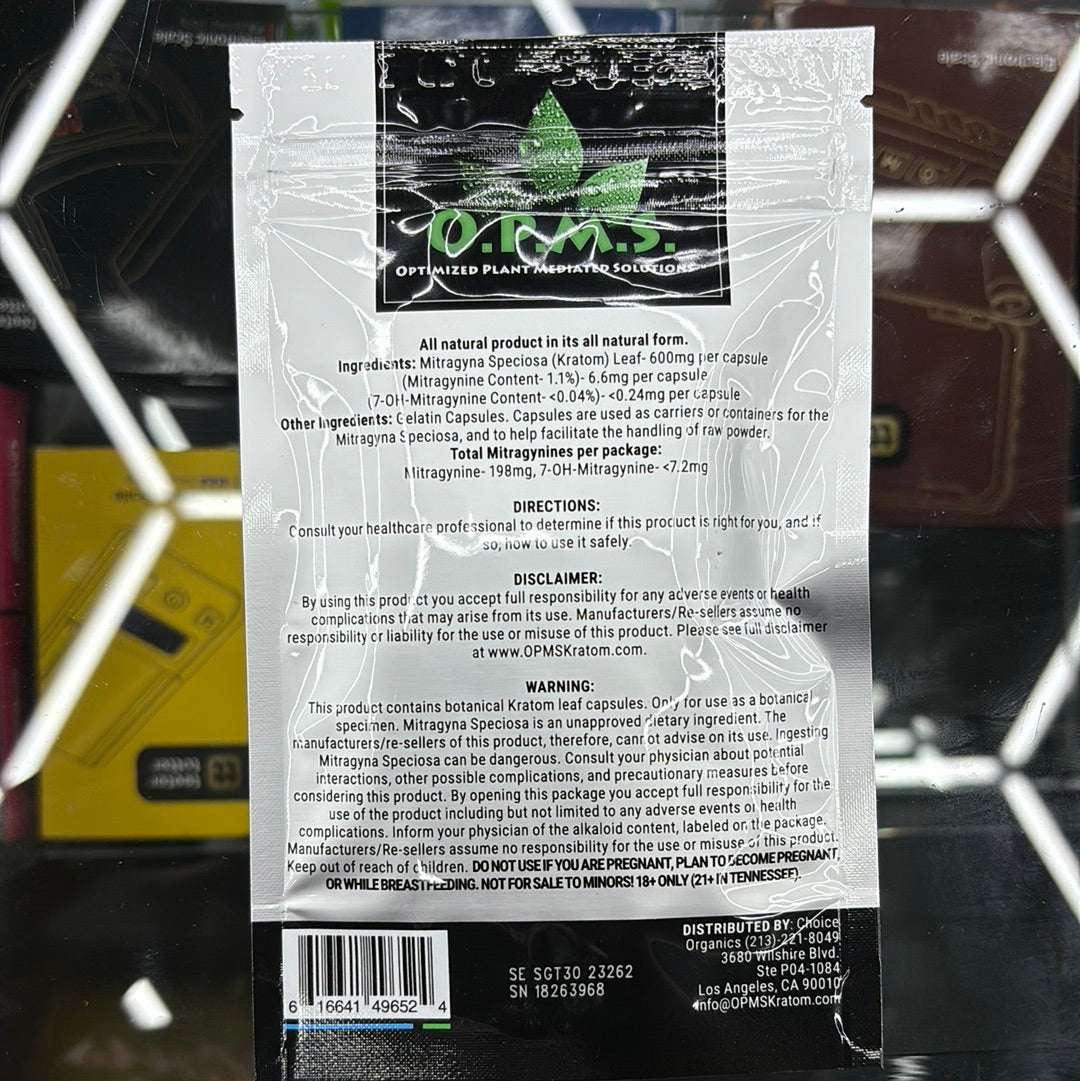 Electronic Scale
Electronic Scale
O.P.M.S.
OPTIMIZED PLANT MEDIATED SOLUTIONS
All natural product in its all natural form.
Ingredients: Mitragyna Speciosa (Kratom) Leaf- 600mg per capsule
(Mitragynine Content- 1.1%)- 6.6mg per capsule
(7-OH-Mitragynine Content- <0.04%)- <0.24mg per capsule
Other Ingredients: Gelatin Capsules. Capsules are used as carriers or containers for the
Mitragyna Speciosa, and to help facilitate the handling of raw powder.
Total Mitragynines per package:
Mitragynine- 198mg, 7-OH-Mitragynine- <7.2mg
DIRECTIONS:
Consult your healthcare professional to determine if this product is right for you, and if
so, how to use it safely.
DISCLAIMER:
By using this product you accept full responsibility for any adverse events or health
complications that may arise from its use. Manufacturers/Re-sellers assume no
responsibility or liability for the use or misuse of this product. Please see full disclaimer
at www.OPMSKratom.com.
WARNING:
This product contains botanical Kratom leaf capsules. Only for use as a botanical
specimen. Mitragyna Speciosa is an unapproved dietary ingredient. The
manufacturers/re-sellers of this product, therefore, cannot advise on its use. Ingesting
Mitragyna Speciosa can be dangerous. Consult your physician about potential
interactions, other possible complications, and precautionary measures before
considering this product. By opening this package you accept full responsibility for the
use of the product including but not limited to any adverse events or health
complications. Inform your physician of the alkaloid content, labeled on the package.
Manufacturers/Re-sellers assume no responsibility for the use or misuse of this product.
Keep out of reach of children. DO NOT USE IF YOU ARE PREGNANT, PLAN TO BECOME PREGNANT,
OR WHILE BREASTFEEDING. NOT FOR SALE TO MINORS! 18+ ONLY (21+ IN TENNESSEE).
6 16641 49652 4
SE SGT30 23262
SN 18263968
DISTRIBUTED BY: Choice
Organics (213)-221-8049
3680 Wilshire Blvd.
Ste P04-1084
Los Angeles, CA 90010
info@OPMSKratom.com